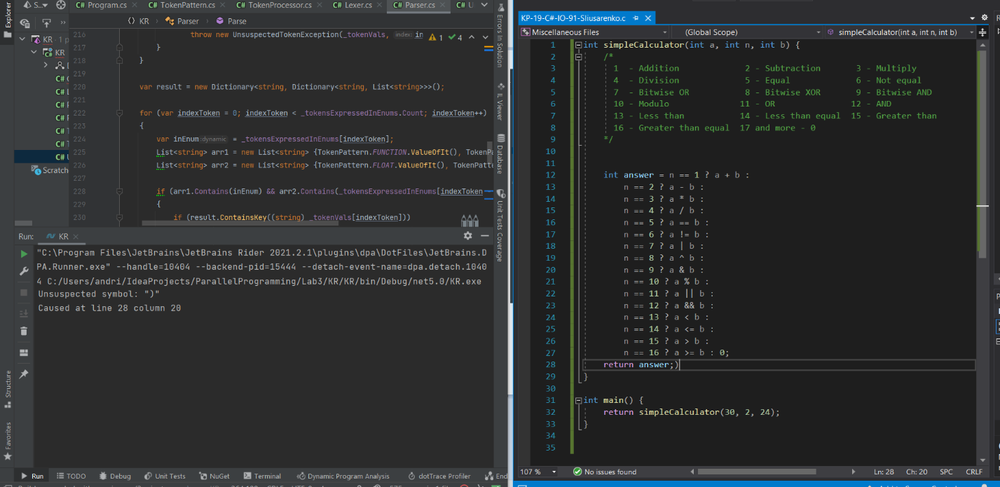 S...
Program.cs
TokenPattern.cs
TokenProcessor.cs
Lexer.cs
Parser.cs
C# U
Explorer
KR
Parser
Parse
KR · 1 p
KR
Scratch
216 throw new UnsuspectedTokenException(_tokenVals, index: in
1 4
217 }
218 }
219
220 var result = new Dictionary<string, Dictionary<string, List<string>>>();
221
222 for (var indexToken = 0; indexToken < _tokensExpressedInEnums.Count; indexToken++)
223 {
224 var inEnum:dynamic = _tokensExpressedInEnums[indexToken];
225 List<string> arr1 = new List<string> {TokenPattern.FUNCTION.ValueOfIt(), TokenPa
226 List<string> arr2 = new List<string> {TokenPattern.FLOAT.ValueOfIt(), TokenPatte
227
228 if (arr1.Contains(inEnum) && arr2.Contains(_tokensExpressedInEnums[indexToken
229 {
230 if (result.ContainsKey((string) _tokenVals[indexToken]))
Errors In Solution
IL Viewer
Database
Unit Tests Coverage
Run: KR
"C:\Program Files\JetBrains\JetBrains Rider 2021.2.1\plugins\dpa\DotFiles\JetBrains.D
PA.Runner.exe" --handle=10404 --backend-pid=15444 --detach-event-name=dpa.detach.1040
4 C:/Users/andri/IdeaProjects/ParallelProgramming/Lab3/KR/KR/bin/Debug/net5.0/KR.exe
Unsuspected symbol: ")"
Caused at line 28 column 20
Structure
Favorites
Run TODO Debug Unit Tests NuGet Terminal Dynamic Program Analysis dotTrace Profiler End
KP-19-C#-IO-91-Sliusarenko.c
Miscellaneous Files (Global Scope) simpleCalculator(int a, int n, int b)
1 int simpleCalculator(int a, int n, int b) {
2 /*
3 1 - Addition 2 - Subtraction 3 - Multiply
4 4 - Division 5 - Equal 6 - Not equal
5 7 - Bitwise OR 8 - Bitwise XOR 9 - Bitwise AND
6 10 - Modulo 11 - OR 12 - AND
7 13 - Less than 14 - Less than equal 15 - Greater than
8 16 - Greater than equal 17 and more - 0
9 */
10
11
12 int answer = n == 1 ? a + b :
13 n == 2 ? a - b :
14 n == 3 ? a * b :
15 n == 4 ? a / b :
16 n == 5 ? a == b :
17 n == 6 ? a != b :
18 n == 7 ? a | b :
19 n == 8 ? a ^ b :
20 n == 9 ? a & b :
21 n == 10 ? a % b :
22 n == 11 ? a || b :
23 n == 12 ? a && b :
24 n == 13 ? a < b :
25 n == 14 ? a <= b :
26 n == 15 ? a > b :
27 n == 16 ? a >= b : 0;
28 return answer;)
29 }
30
31 int main() {
32 return simpleCalculator(30, 2, 24);
33 }
34
35
107 % No issues found Ln: 28 Ch: 20 SPC CRLF